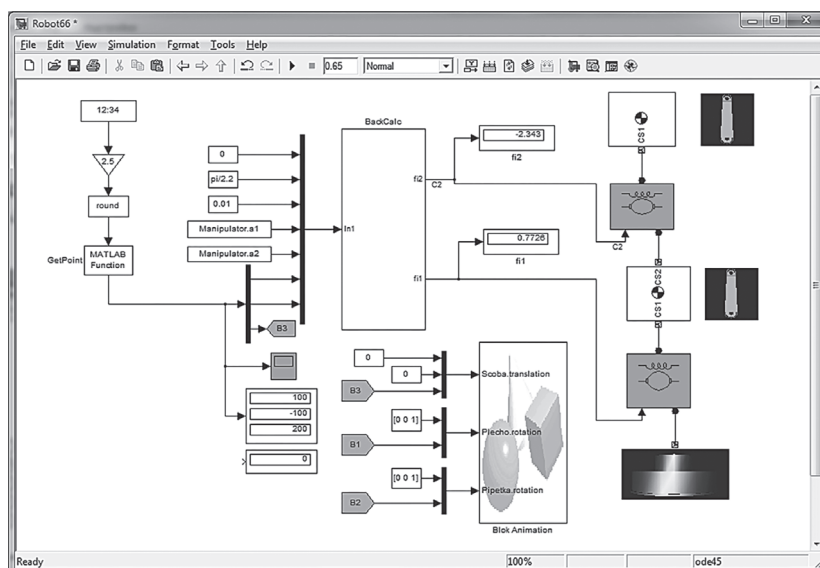 Robot66 *
File Edit View Simulation Format Tools Help
0.65 Normal
12:34
2.5
round
GetPoint
MATLAB
Function
0
pi/2.2
0.01
Manipulator.a1
Manipulator.a2
B3
100
-100
200
0
BackCalc
In1
fi2
fi1
C2
-2.343
fi2
0.7726
fi1
0
0
B3
[0 0 1]
B1
[0 0 1]
B2
Scoba.translation
Plecho.rotation
Pipetka.rotation
Blok Animation
CS1
C2
CS2
CS1
Ready 100% ode45